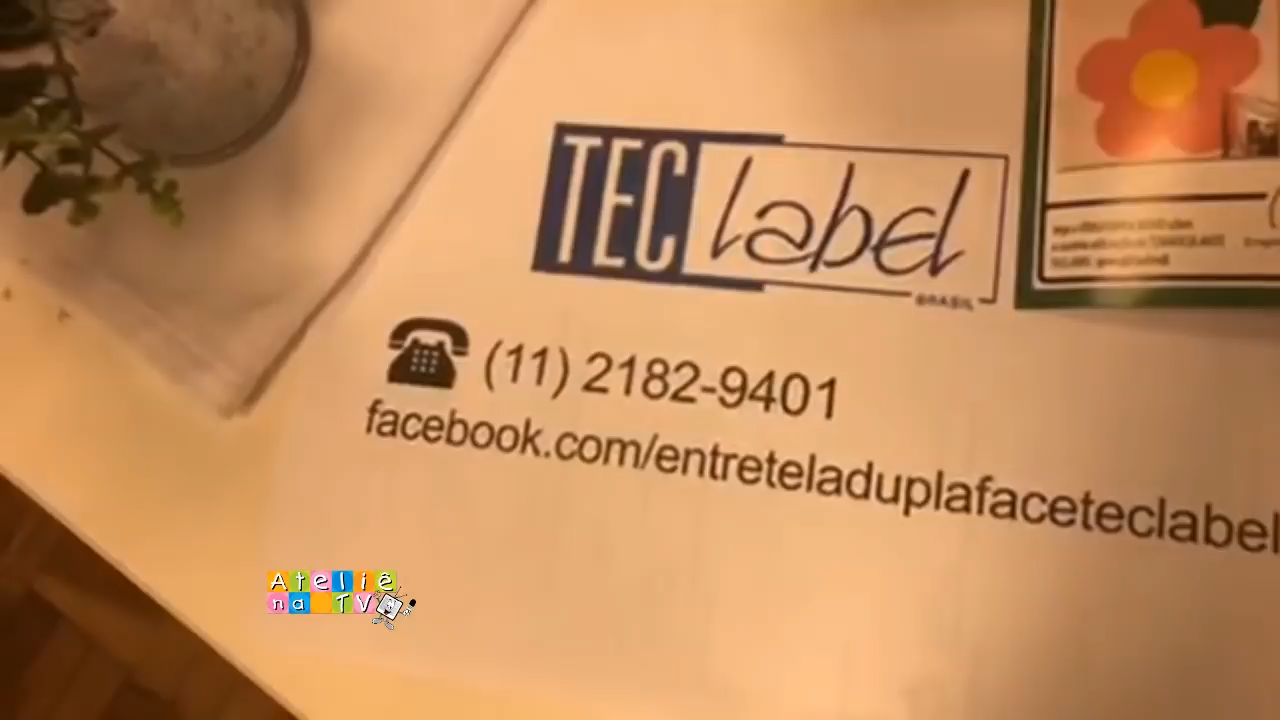 TEC label
BRASIL
(11) 2182-9401
facebook.com/entreteladuplafaceteclabel
Ateliê
na TV